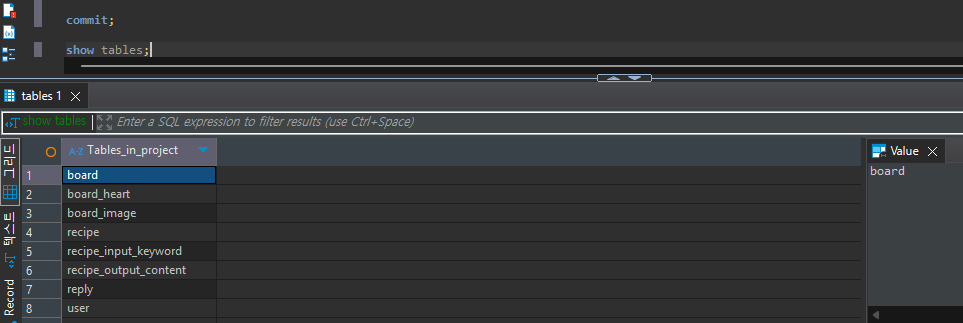 commit;
show tables;
tables 1
show tables
Enter a SQL expression to filter results (use Ctrl+Space)
그리드
텍스트
Record
A-Z Tables_in_project
1 board
2 board_heart
3 board_image
4 recipe
5 recipe_input_keyword
6 recipe_output_content
7 reply
8 user
Value
board